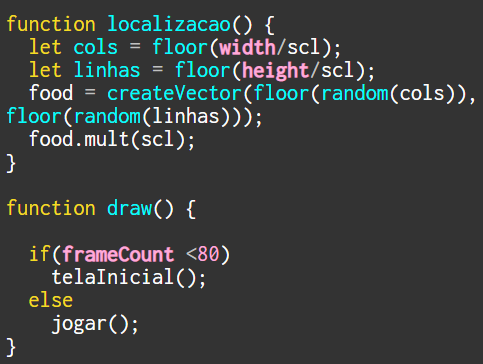 function localizacao() {
  let cols = floor(width/scl);
  let linhas = floor(height/scl);
  food = createVector(floor(random(cols)),
floor(random(linhas)));
  food.mult(scl);
}

function draw() {

  if(frameCount <80)
    telaInicial();
  else
    jogar();
}